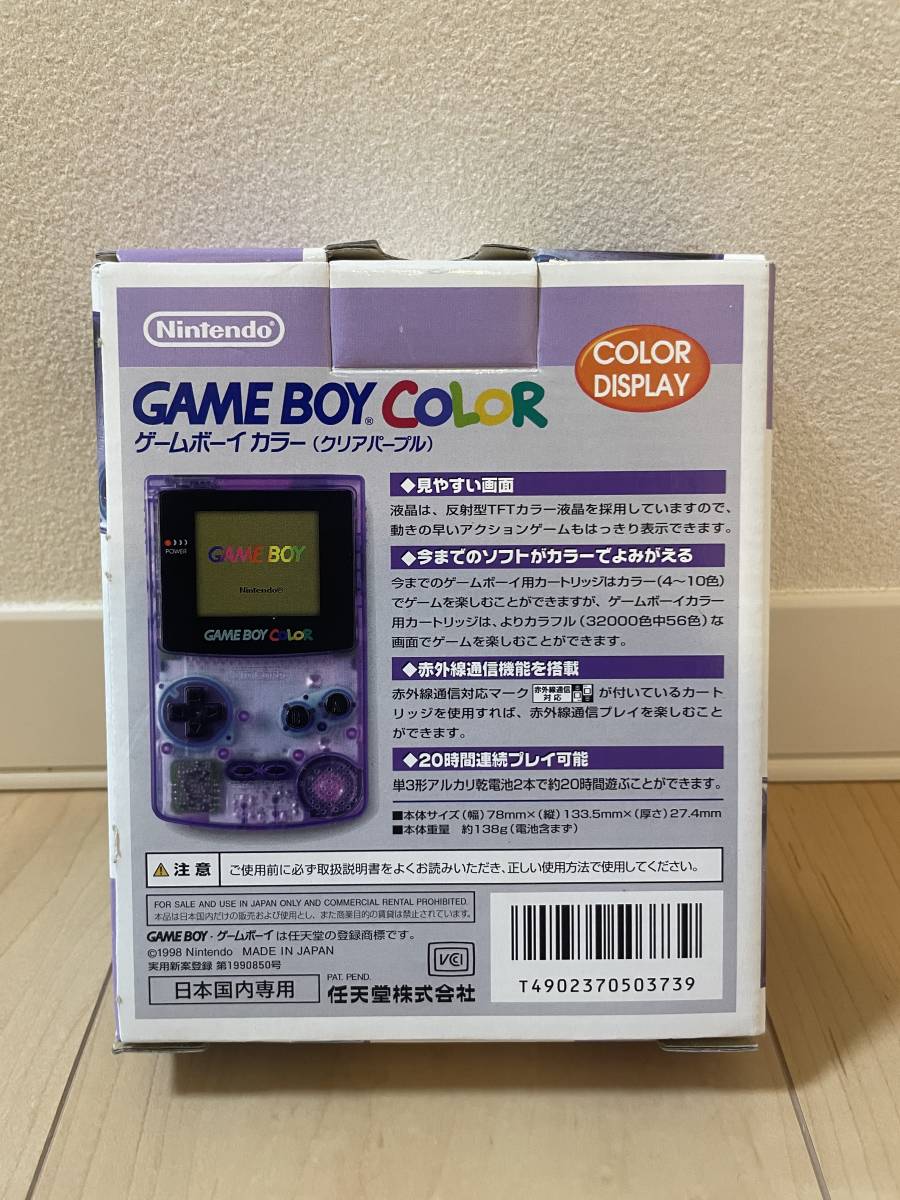 Nintendo
COLOR
DISPLAY
GAME BOY® COLOR
ゲームボーイ カラー（クリアパープル）
POWER
GAME BOY
Nintendo®
GAME BOY COLOR
◆見やすい画面
液晶は、反射型TFTカラー液晶を採用していますので、
動きの早いアクションゲームもはっきり表示できます。
◆今までのソフトがカラーでよみがえる
今までのゲームボーイ用カートリッジはカラー(4〜10色)
でゲームを楽しむことができますが、ゲームボーイカラー
用カートリッジは、よりカラフル(32000色中56色)な
画面でゲームを楽しむことができます。
◆赤外線通信機能を搭載
赤外線通信対応マーク 赤外線通信対応 が付いているカート
リッジを使用すれば、赤外線通信プレイを楽しむこと
ができます。
◆20時間連続プレイ可能
単3形アルカリ乾電池2本で約20時間遊ぶことができます。
■本体サイズ(幅)78mm×(縦)133.5mm×(厚さ)27.4mm
■本体重量 約138g(電池含まず)
注意 ご使用前に必ず取扱説明書をよくお読みいただき、正しい使用方法で使用してください。
FOR SALE AND USE IN JAPAN ONLY AND COMMERCIAL RENTAL PROHIBITED.
本品は日本国内だけの販売および使用とし、また商業目的の賃貸は禁止されています。
GAME BOY・ゲームボーイは任天堂の登録商標です。
©1998 Nintendo MADE IN JAPAN
実用新案登録 第1990850号
VCI
PAT. PEND.
日本国内専用
任天堂株式会社
T4902370503739